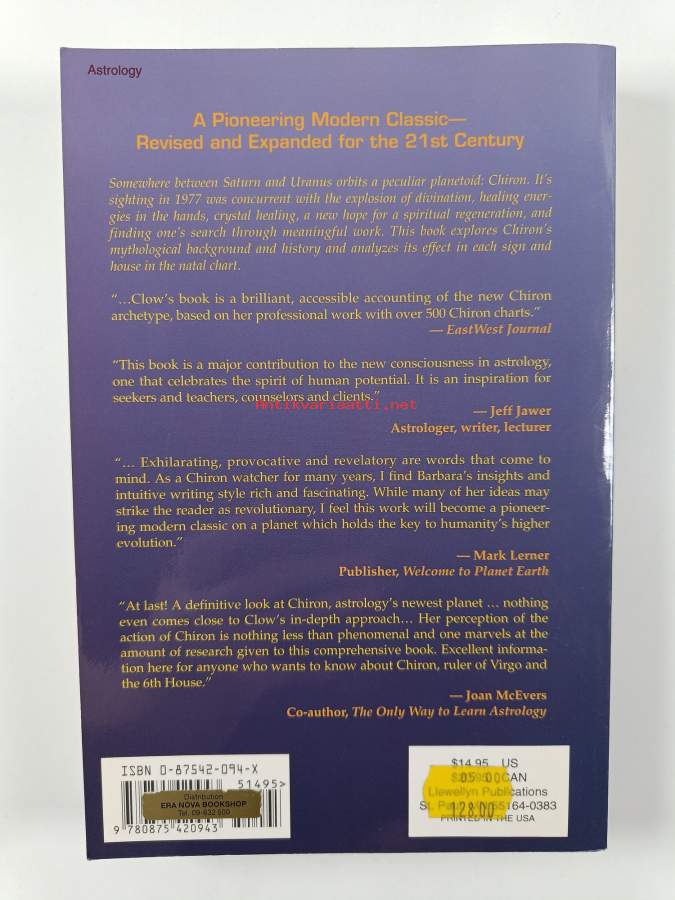 Astrology
A Pioneering Modern Classic—
Revised and Expanded for the 21st Century
Somewhere between Saturn and Uranus orbits a peculiar planetoid: Chiron. It's
sighting in 1977 was concurrent with the explosion of divination, healing ener-
gies in the hands, crystal healing, a new hope for a spiritual regeneration, and
finding one's search through meaningful work. This book explores Chiron's
mythological background and history and analyzes its effect in each sign and
house in the natal chart.
“…Clow's book is a brilliant, accessible accounting of the new Chiron
archetype, based on her professional work with over 500 Chiron charts.”
— EastWest Journal
“This book is a major contribution to the new consciousness in astrology,
one that celebrates the spirit of human potential. It is an inspiration for
seekers and teachers, counselors and clients.”
Antikvariaatti.net
— Jeff Jawer
Astrologer, writer, lecturer
“… Exhilarating, provocative and revelatory are words that come to
mind. As a Chiron watcher for many years, I find Barbara's insights and
intuitive writing style rich and fascinating. While many of her ideas may
strike the reader as revolutionary, I feel this work will become a pioneer-
ing modern classic on a planet which holds the key to humanity's higher
evolution.”
— Mark Lerner
Publisher, Welcome to Planet Earth
“At last! A definitive look at Chiron, astrology's newest planet … nothing
even comes close to Clow's in-depth approach… Her perception of the
action of Chiron is nothing less than phenomenal and one marvels at the
amount of research given to this comprehensive book. Excellent informa-
tion here for anyone who wants to know about Chiron, ruler of Virgo and
the 6th House.”
— Joan McEvers
Co-author, The Only Way to Learn Astrology
ISBN 0-87542-094-X
51495>
Distribution
ERA NOVA BOOKSHOP
Tel. 09-632 600
9 780875 420943
$14.95 US
05 00 CAN
Llewellyn Publications
St. Paul 55164-0383
128.00
PRINTED IN THE USA